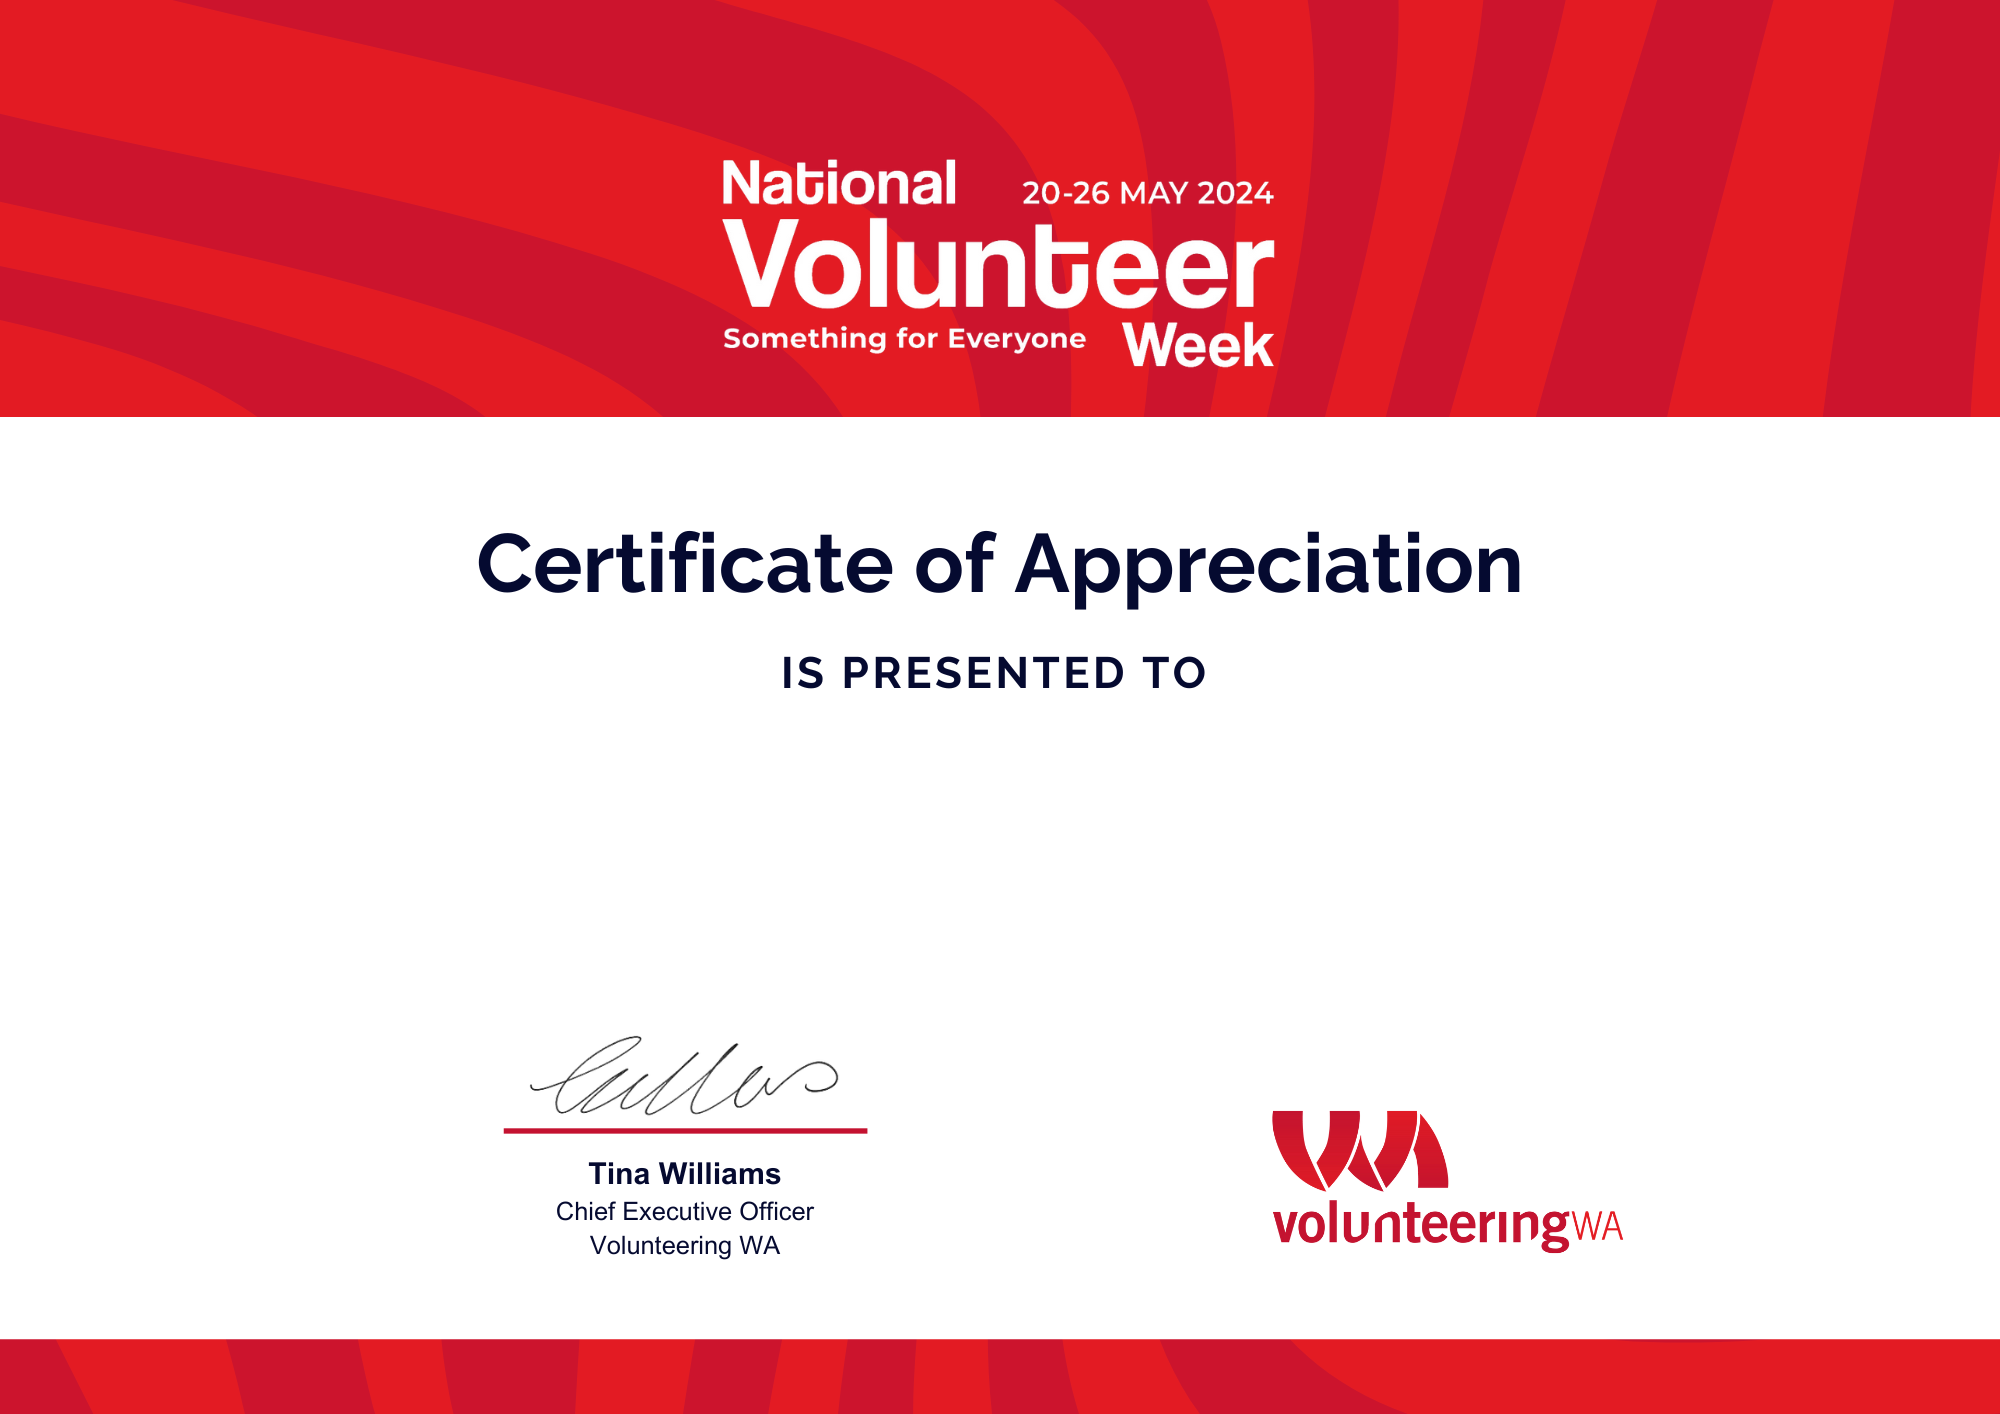 National 20-26 MAY 2024
Volunteer
Something for Everyone Week
Certificate of Appreciation
IS PRESENTED TO
Tina Williams
Chief Executive Officer
Volunteering WA
volunteeringWA